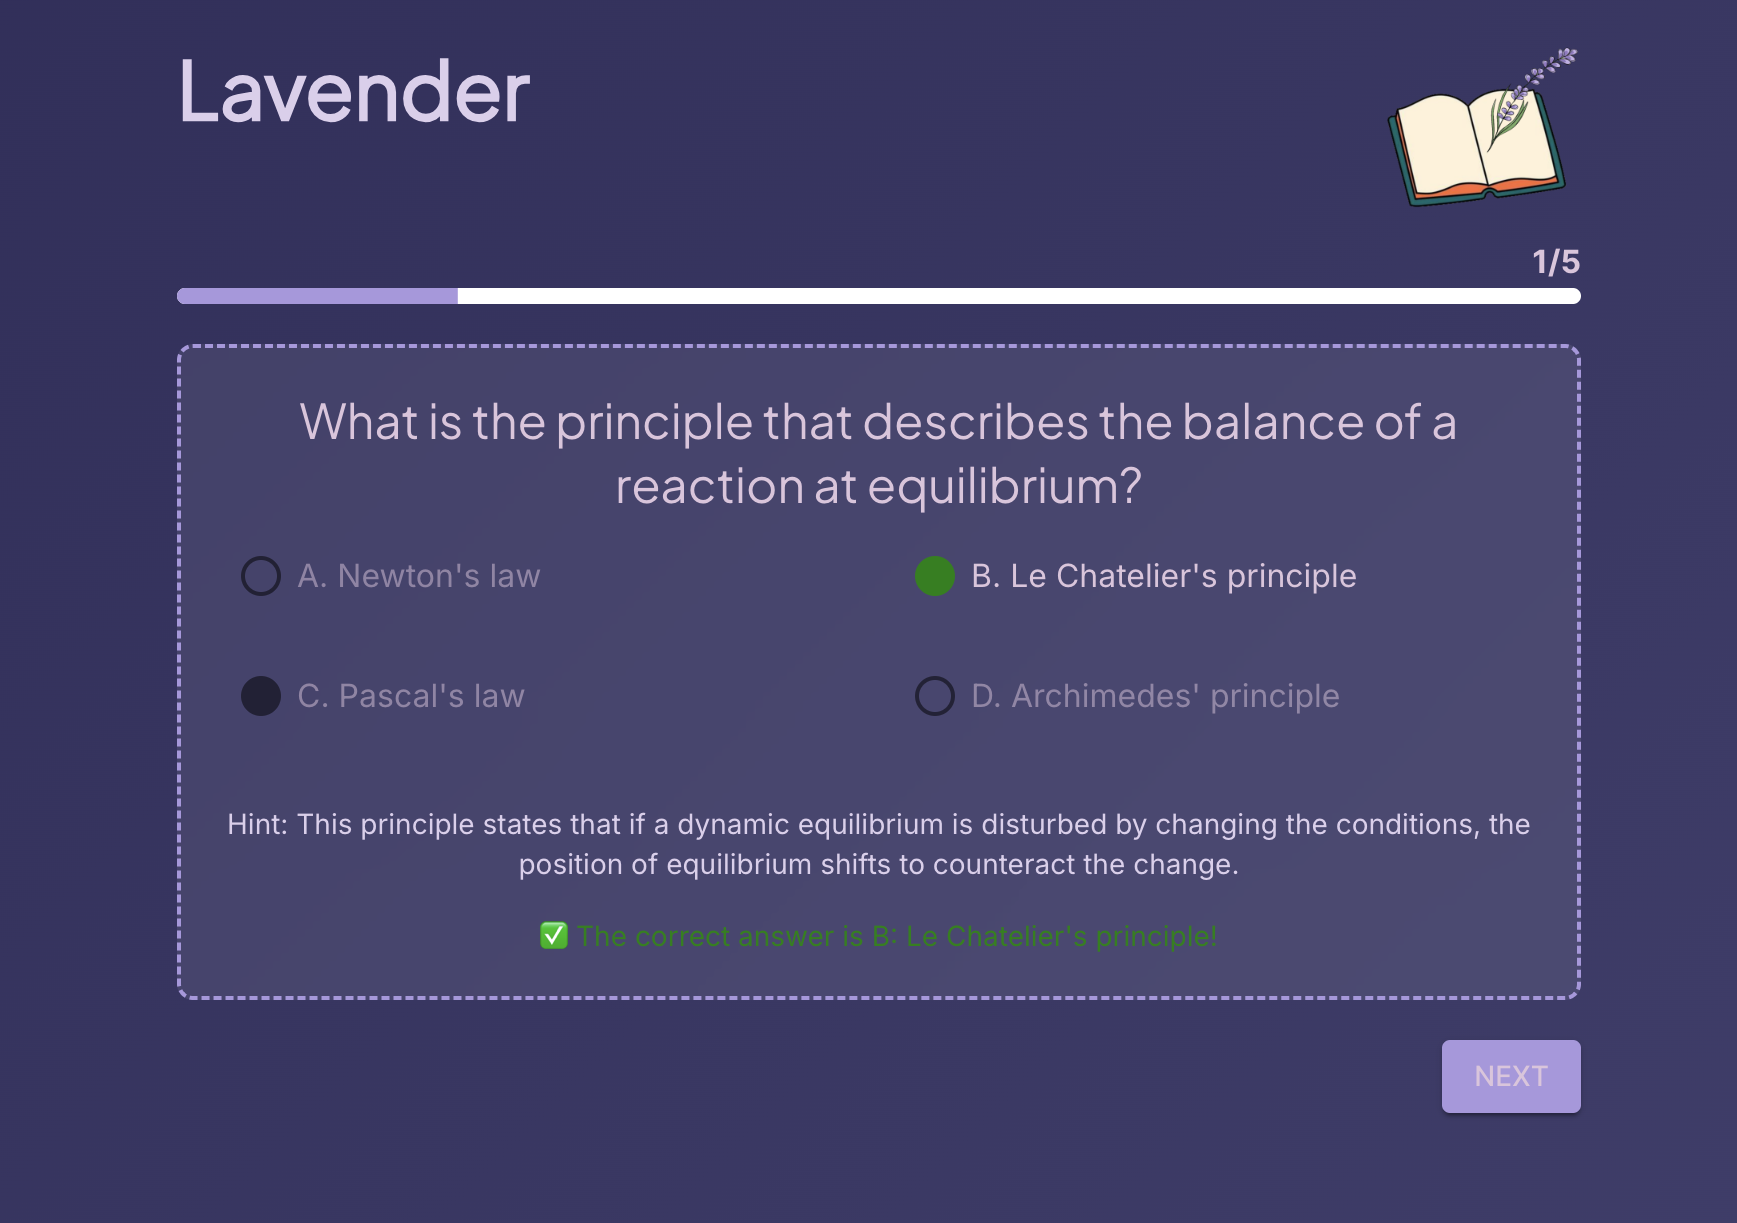 Lavender
1/5
What is the principle that describes the balance of a
reaction at equilibrium?
A. Newton's law
B. Le Chatelier's principle
C. Pascal's law
D. Archimedes' principle
Hint: This principle states that if a dynamic equilibrium is disturbed by changing the conditions, the
position of equilibrium shifts to counteract the change.
✅ The correct answer is B: Le Chatelier's principle!
NEXT